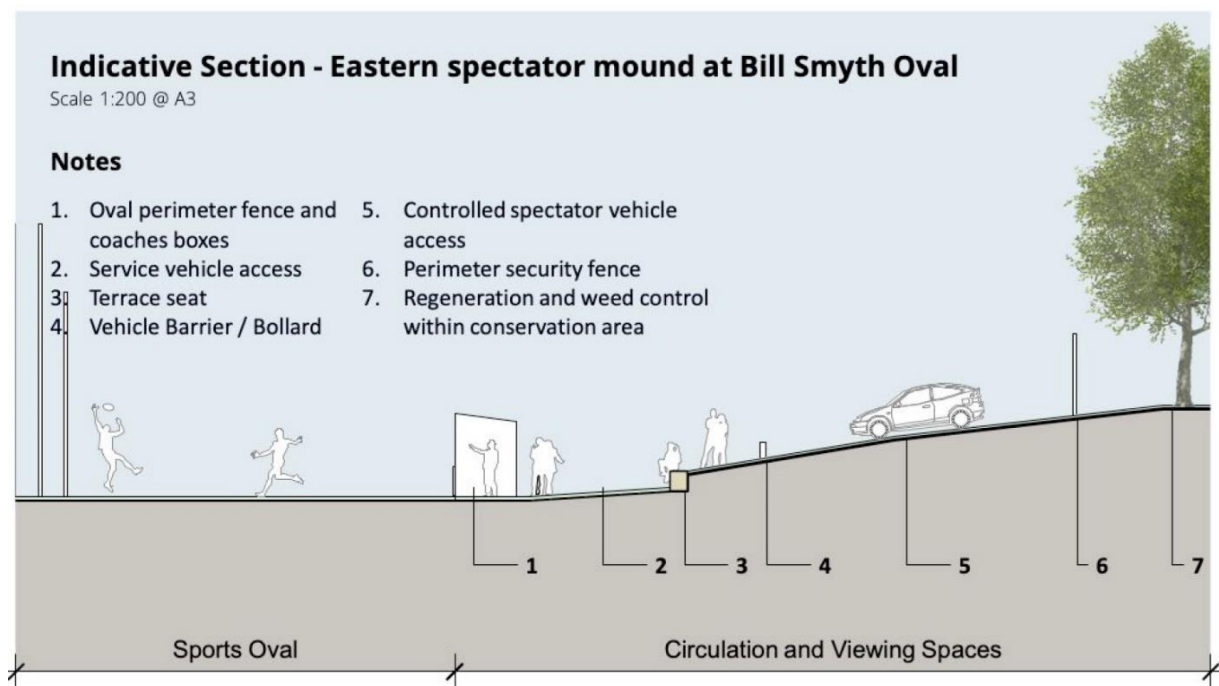 Indicative Section - Eastern spectator mound at Bill Smyth Oval
Scale 1:200 @ A3
Notes
1. Oval perimeter fence and
coaches boxes
2. Service vehicle access
3. Terrace seat
4. Vehicle Barrier / Bollard
5. Controlled spectator vehicle
access
6. Perimeter security fence
7. Regeneration and weed control
within conservation area
1 2 3 4 5 6 7
Sports Oval Circulation and Viewing Spaces